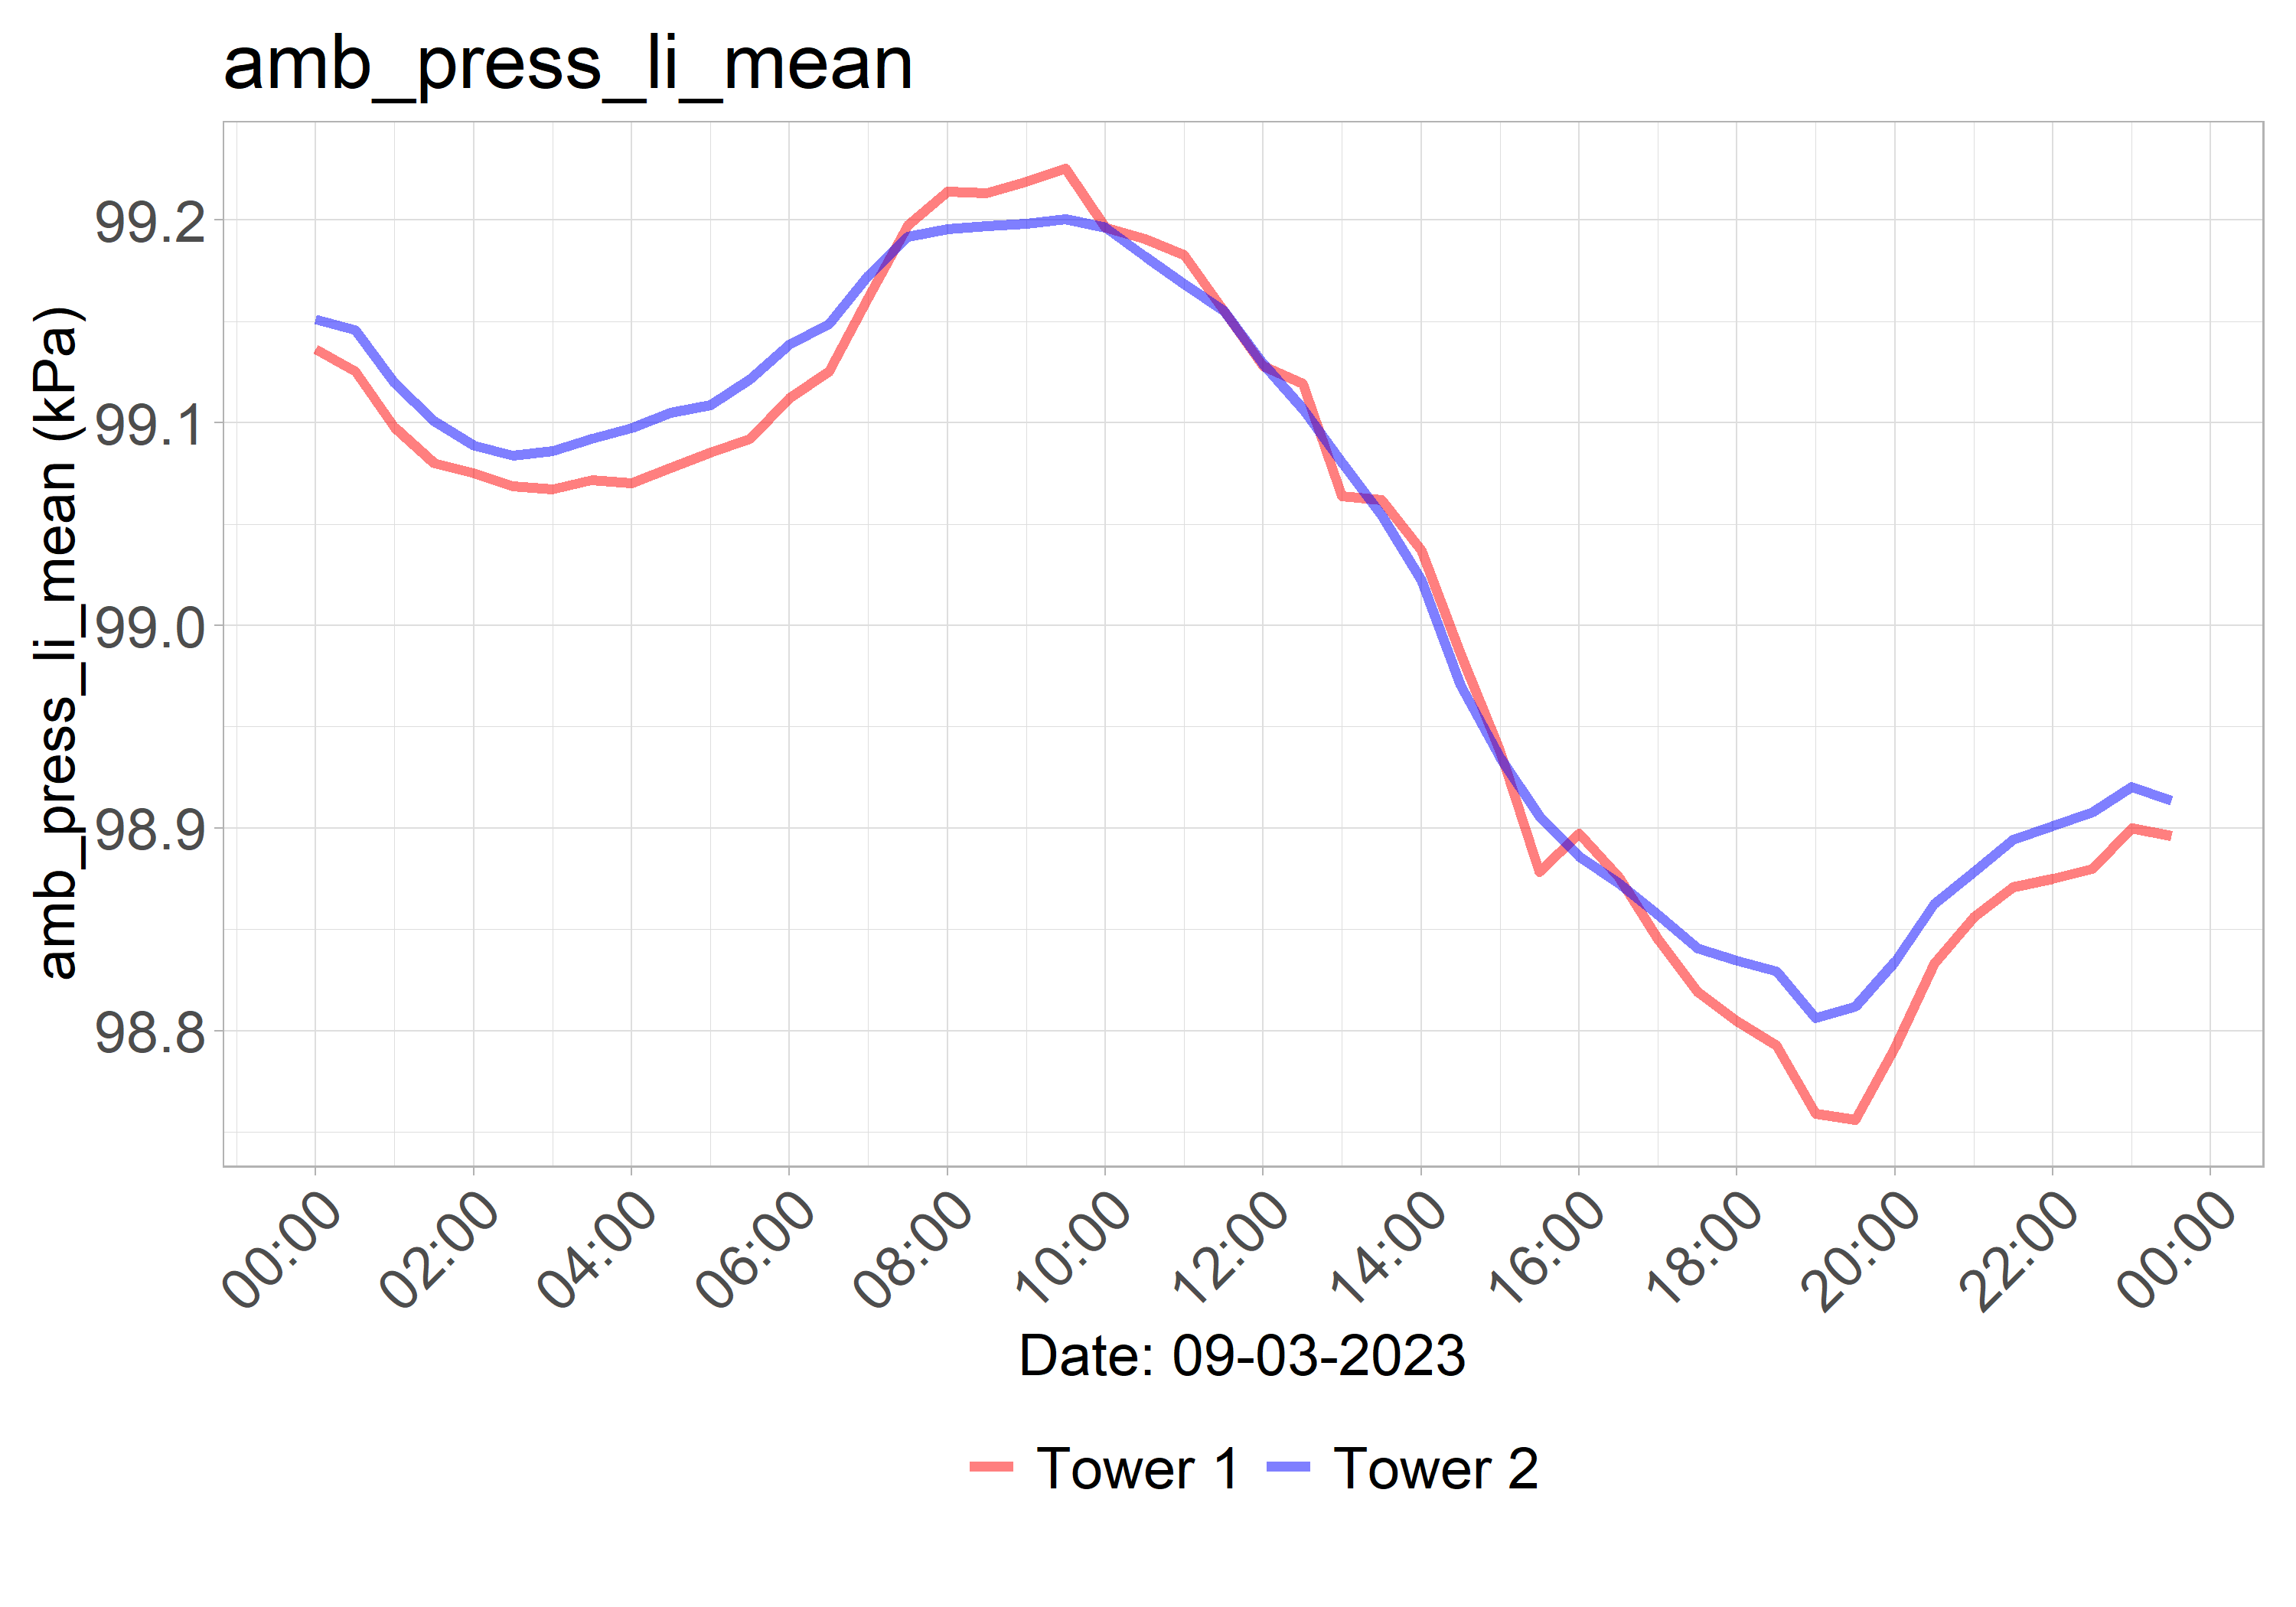 amb_press_li_mean
amb_press_li_mean (kPa)
99.2
99.1
99.0
98.9
98.8
00:00 02:00 04:00 06:00 08:00 10:00 12:00 14:00 16:00 18:00 20:00 22:00 00:00
Date: 09-03-2023
Tower 1 Tower 2